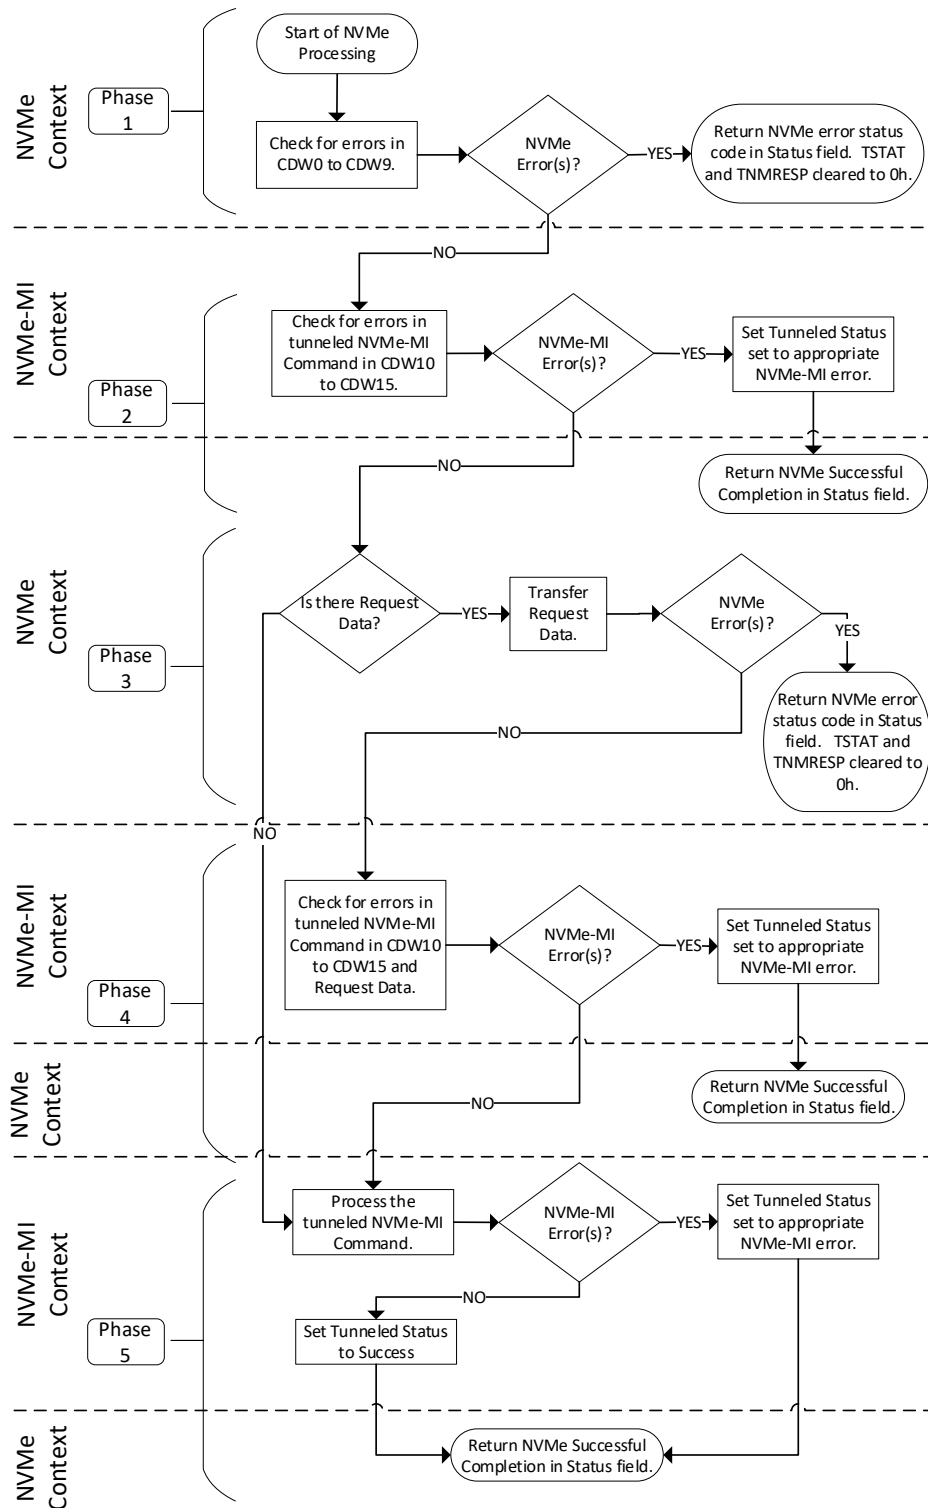 Start of NVMe
Processing
NVMe
Context
Phase
1
Check for errors in
CDW0 to CDW9.
NVMe
Error(s)?
YES
Return NVMe error status
code in Status field. TSTAT
and TNMRESP cleared to 0h.
NO
NVMe-MI
Context
Phase
2
Check for errors in
tunneled NVMe-MI
Command in CDW10
to CDW15.
NVMe-MI
Error(s)?
YES
Set Tunneled Status
set to appropriate
NVMe-MI error.
NO
Return NVMe Successful
Completion in Status field.
NVMe
Context
Phase
3
Is there Request
Data?
YES
Transfer
Request
Data.
NVMe
Error(s)?
YES
Return NVMe error
status code in Status
field. TSTAT and
TNMRESP cleared to
0h.
NO
NO
NVMe-MI
Context
Phase
4
Check for errors in
tunneled NVMe-MI
Command in CDW10
to CDW15 and
Request Data.
NVMe-MI
Error(s)?
YES
Set Tunneled Status
set to appropriate
NVMe-MI error.
NVMe
Context
NO
Return NVMe Successful
Completion in Status field.
NVMe-MI
Context
Phase
5
Process the
tunneled NVMe-MI
Command.
NVMe-MI
Error(s)?
YES
Set Tunneled Status
set to appropriate
NVMe-MI error.
NO
Set Tunneled Status
to Success
NVMe
Context
Return NVMe Successful
Completion in Status field.